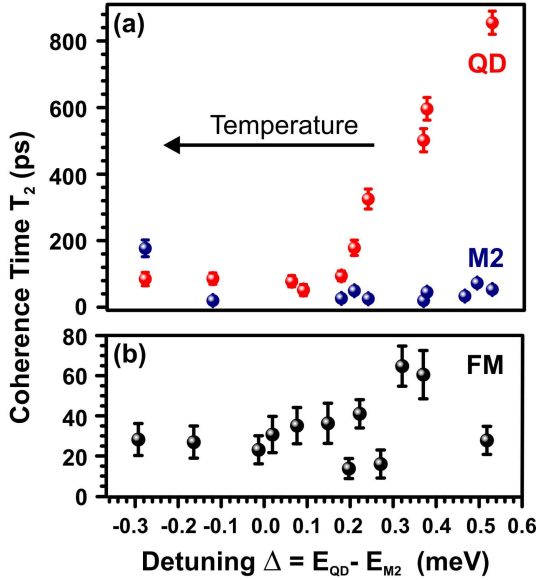 (a)
QD
Temperature
M2
800
600
400
200
0
Coherence Time T₂ (ps)
(b)
FM
80
60
40
20
0
-0.3 -0.2 -0.1 0.0 0.1 0.2 0.3 0.4 0.5 0.6
Detuning Δ = E_QD - E_M2 (meV)